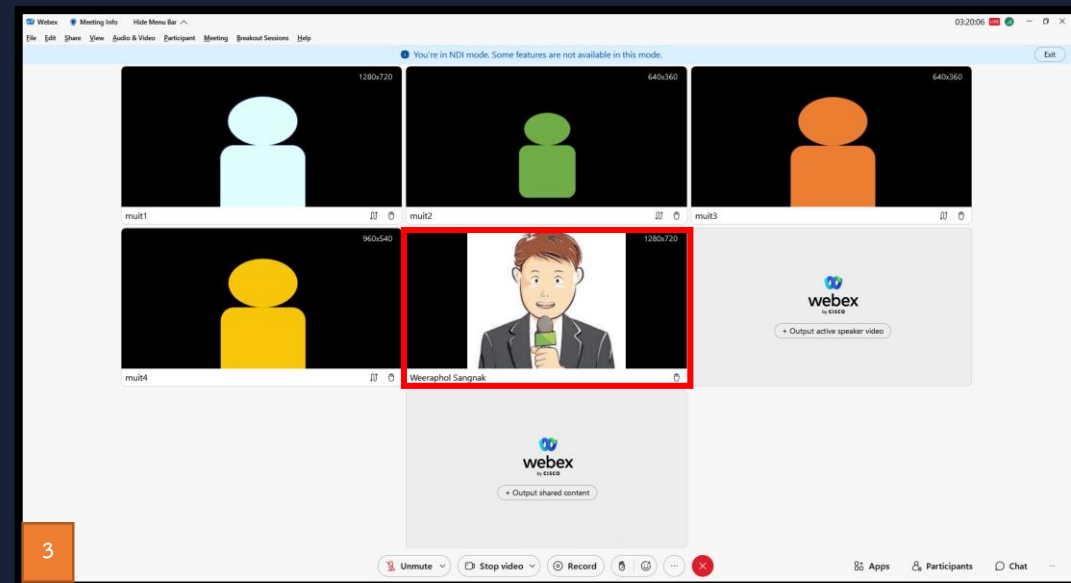 Webex Meeting Info Hide Menu Bar
03:20:06 LIVE
File Edit Share View Audio & Video Participant Meeting Breakout Sessions Help
You're in NDI mode. Some features are not available in this mode.
Exit
1280x720
640x360
640x360
muit1
muit2
muit3
960x540
1280x720
webex
by CISCO
+ Output active speaker video
muit4
Weeraphol Sangnak
webex
by CISCO
+ Output shared content
3
Unmute Stop video Record
Apps Participants Chat